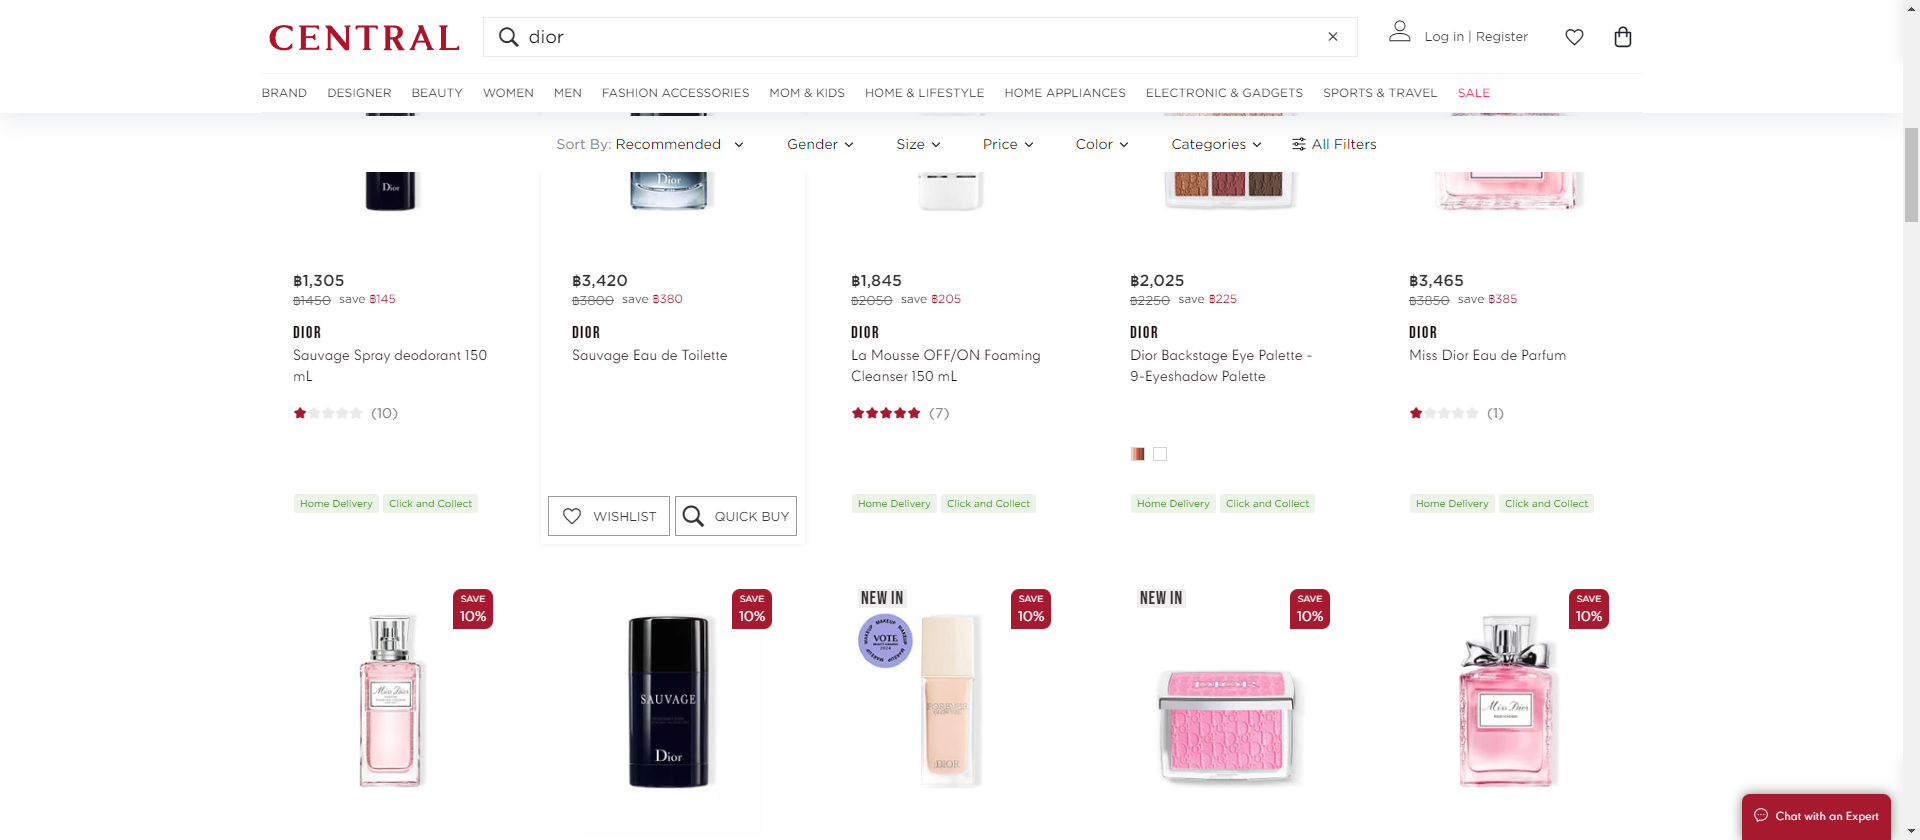 CENTRAL
dior
Log in | Register
BRAND DESIGNER BEAUTY WOMEN MEN FASHION ACCESSORIES MOM & KIDS HOME & LIFESTYLE HOME APPLIANCES ELECTRONIC & GADGETS SPORTS & TRAVEL SALE
Sort By: Recommended Gender Size Price Color Categories All Filters
Dior
Dior
฿1,305
฿1450 save ฿145
DIOR
Sauvage Spray deodorant 150
mL
(10)
Home Delivery Click and Collect
฿3,420
฿3800 save ฿380
DIOR
Sauvage Eau de Toilette
WISHLIST QUICK BUY
฿1,845
฿2050 save ฿205
DIOR
La Mousse OFF/ON Foaming
Cleanser 150 mL
(7)
Home Delivery Click and Collect
฿2,025
฿2250 save ฿225
DIOR
Dior Backstage Eye Palette -
9-Eyeshadow Palette
Home Delivery Click and Collect
฿3,465
฿3850 save ฿385
DIOR
Miss Dior Eau de Parfum
(1)
Home Delivery Click and Collect
SAVE
10%
Miss Dior
SAVE
10%
SAUVAGE
Dior
NEW IN
SAVE
10%
MAKEUP MAKEUP
VOTE
2024
FOREVER
DIOR
NEW IN
SAVE
10%
DIOR
SAVE
10%
Miss Dior
Chat with an Expert